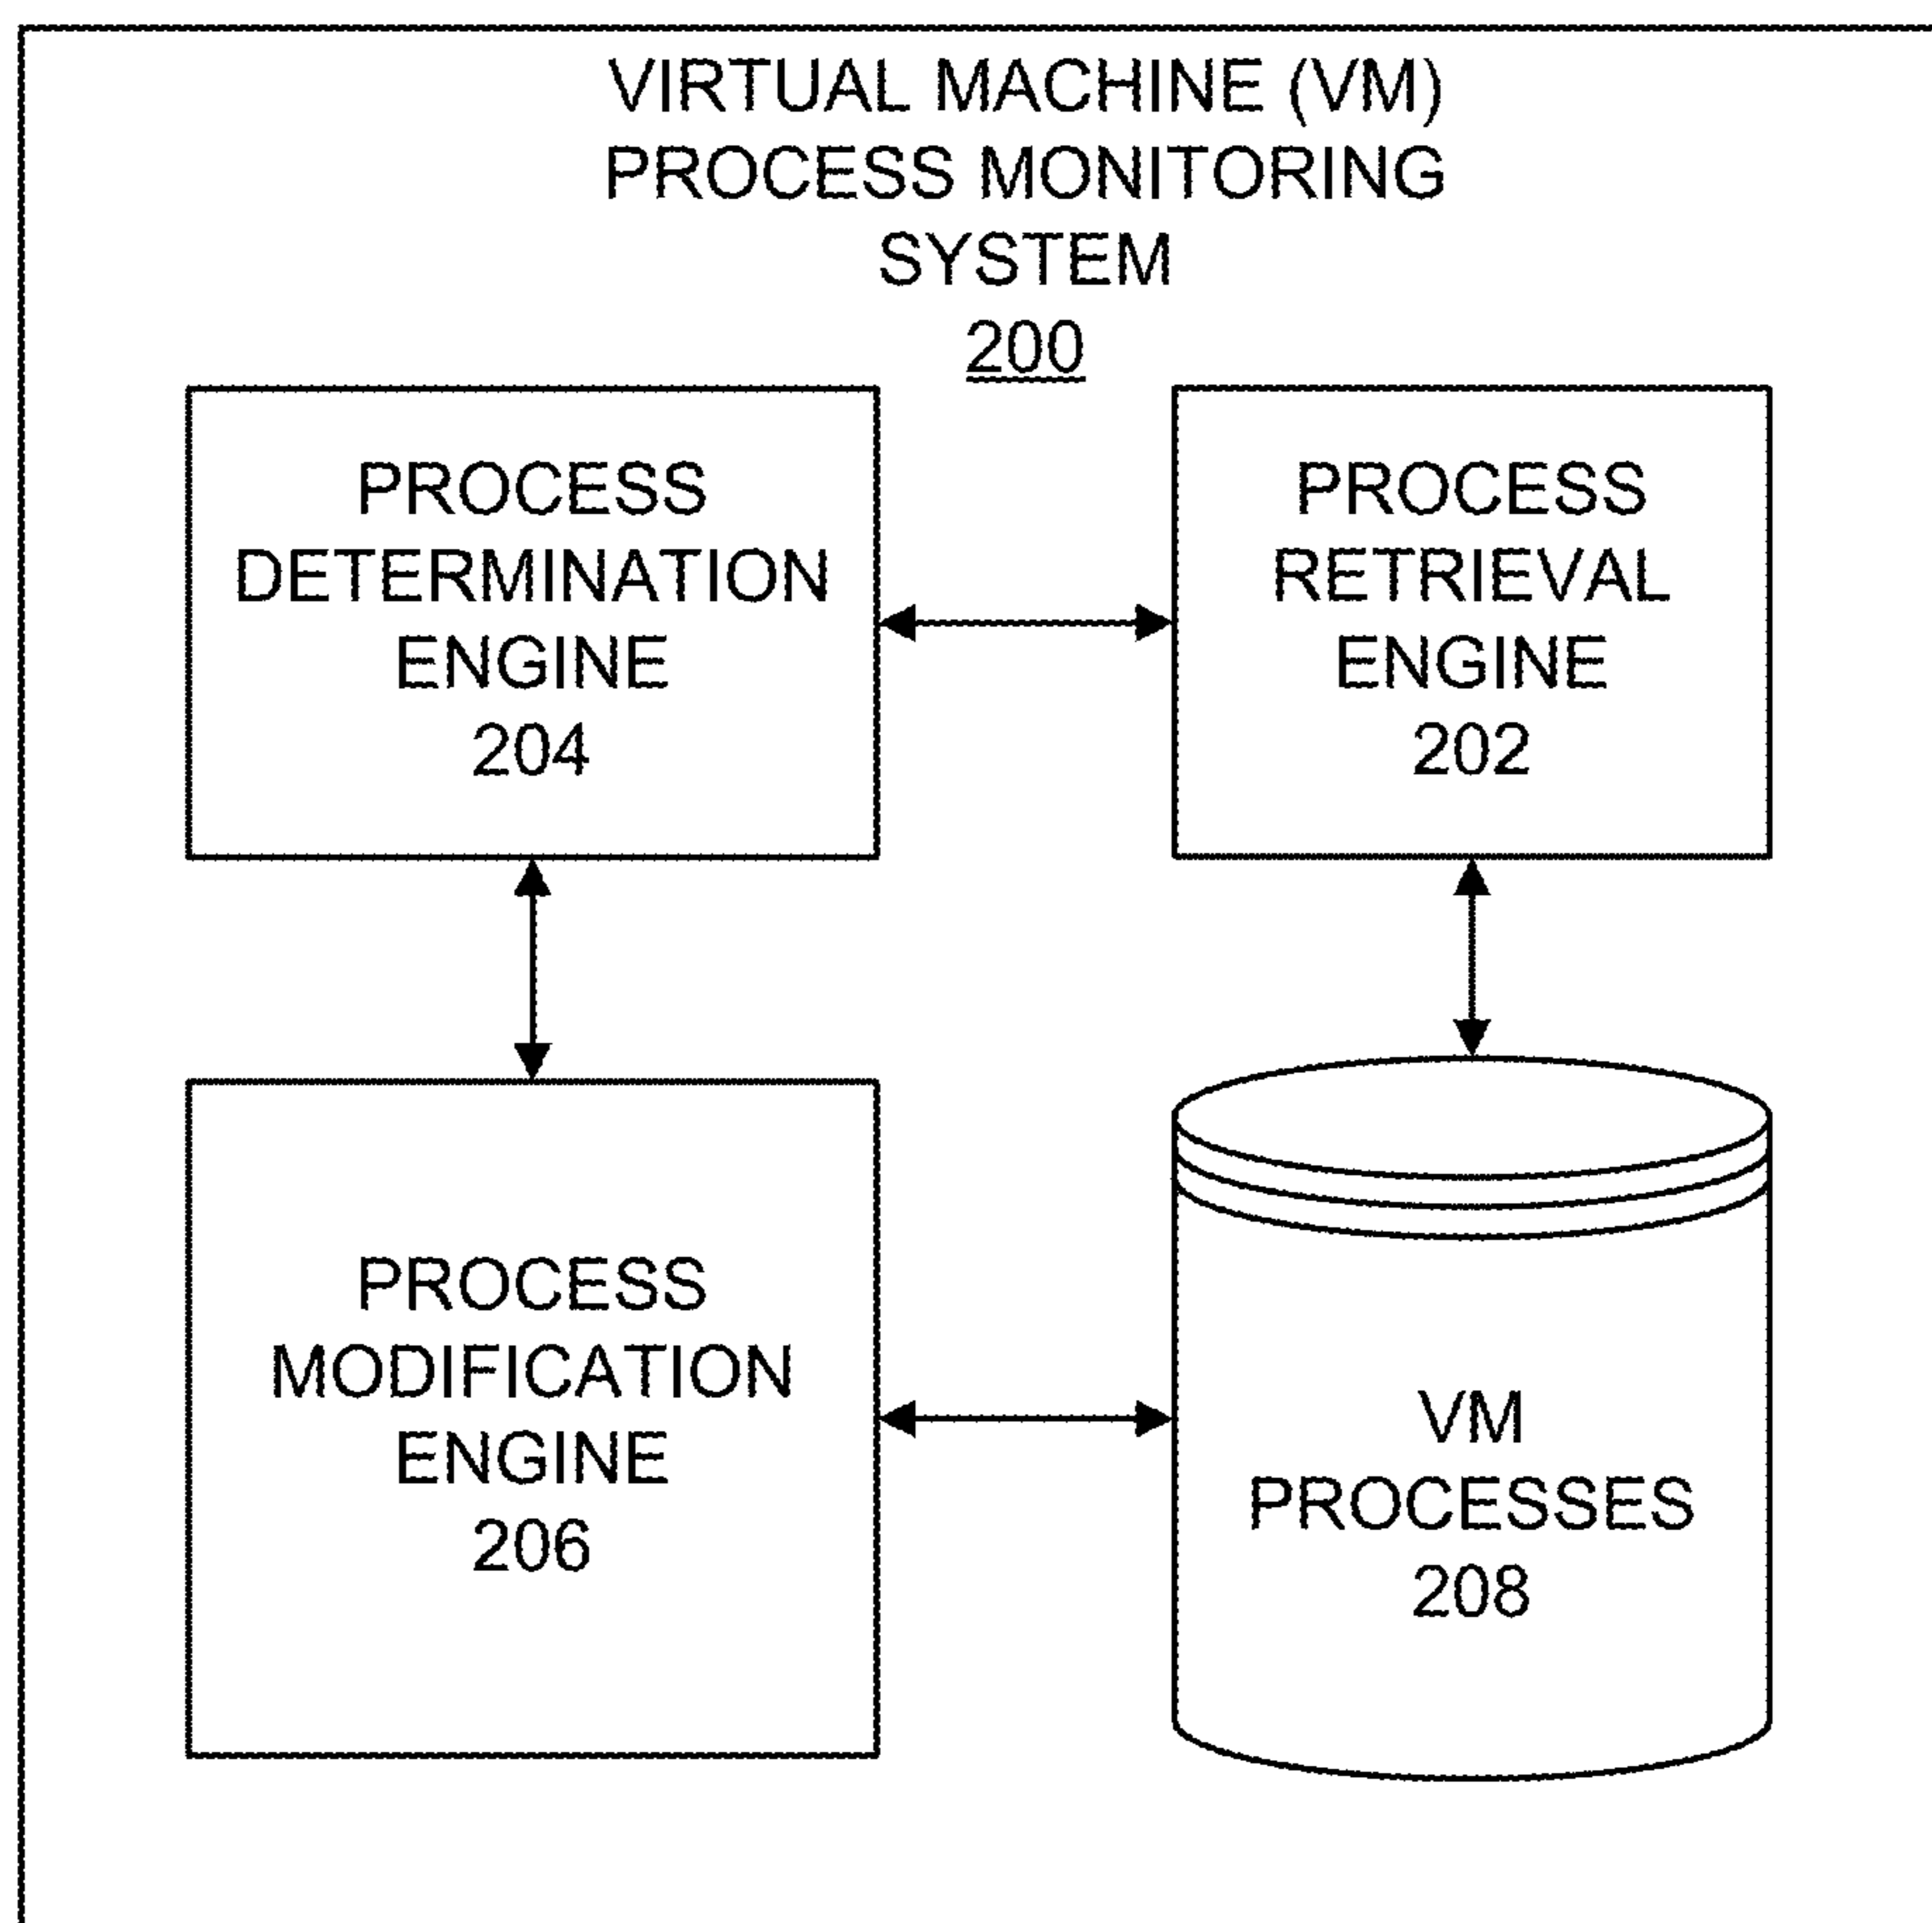 VIRTUAL MACHINE (VM)
PROCESS MONITORING
SYSTEM
200
PROCESS
DETERMINATION
ENGINE
204
PROCESS
RETRIEVAL
ENGINE
202
PROCESS
MODIFICATION
ENGINE
206
VM
PROCESSES
208